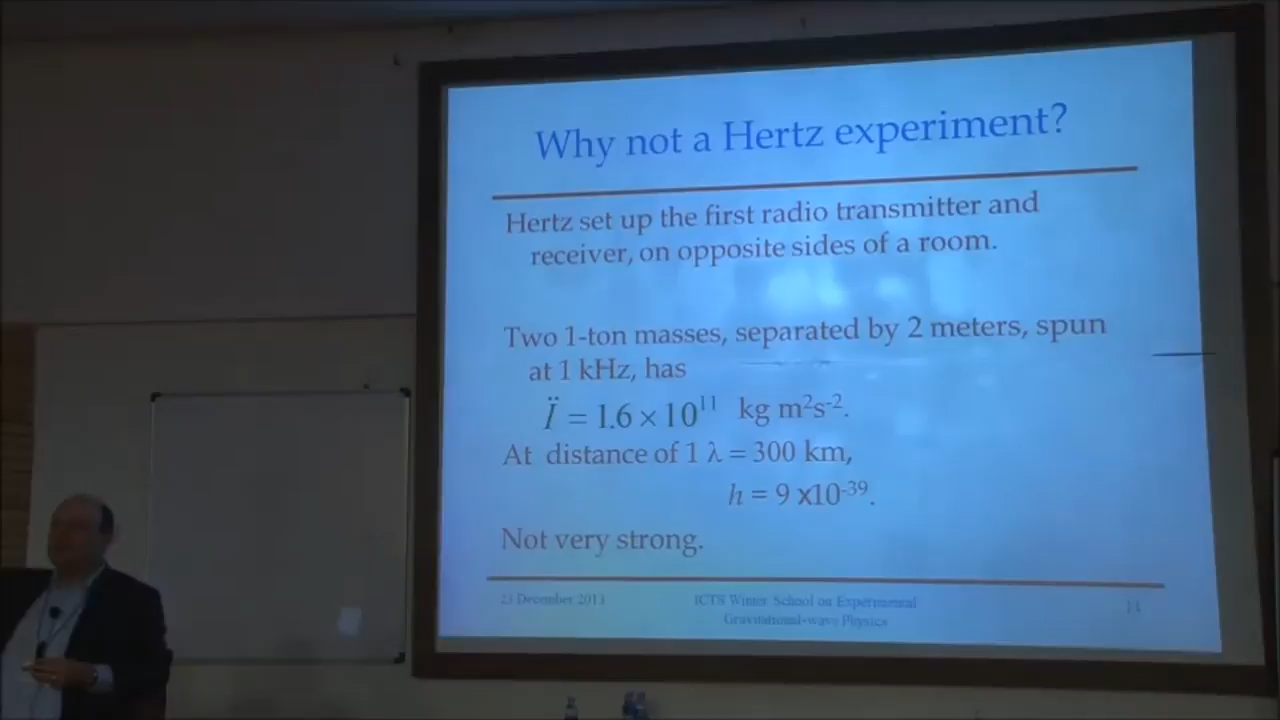 Why not a Hertz experiment?
Hertz set up the first radio transmitter and
receiver, on opposite sides of a room.
Two 1-ton masses, separated by 2 meters, spun
at 1 kHz, has
Ï = 1.6 × 10¹¹ kg m²s⁻².
At distance of 1 λ = 300 km,
h = 9 x10⁻³⁹.
Not very strong.
23 December 2013
ICTS Winter School on Experimental
Gravitational-wave Physics